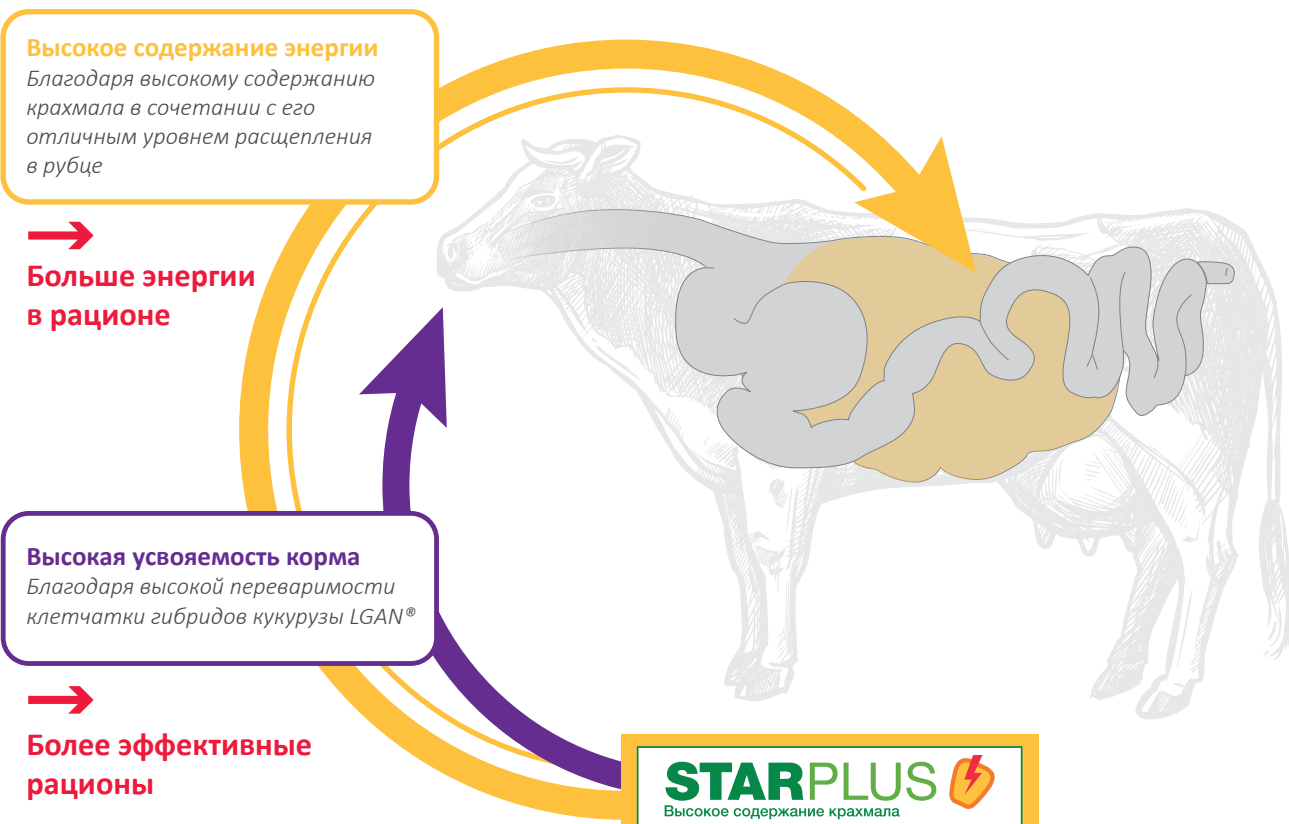 Высокое содержание энергии
Благодаря высокому содержанию
крахмала в сочетании с его
отличным уровнем расщепления
в рубце
Больше энергии
в рационе
Высокая усвояемость корма
Благодаря высокой переваримости
клетчатки гибридов кукурузы LGAN®
Более эффективные
рационы
STARPLUS
Высокое содержание крахмала